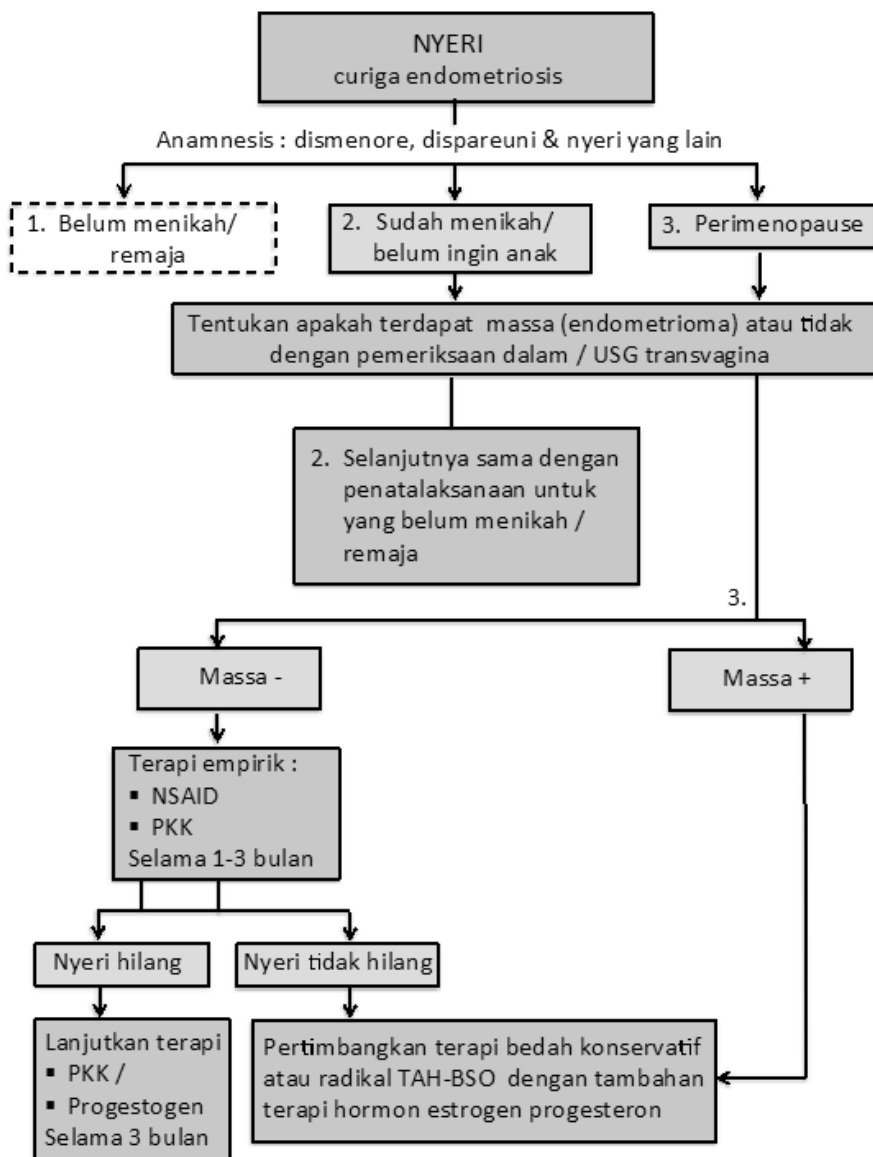 NYERI
curiga endometriosis
Anamnesis : dismenore, dispareuni & nyeri yang lain
1. Belum menikah/
remaja
2. Sudah menikah/
belum ingin anak
3. Perimenopause
Tentukan apakah terdapat massa (endometrioma) atau tidak
dengan pemeriksaan dalam / USG transvagina
2. Selanjutnya sama dengan
penatalaksanaan untuk
yang belum menikah /
remaja
3.
Massa -
Massa +
Terapi empirik :
▪ NSAID
▪ PKK
Selama 1-3 bulan
Nyeri hilang
Nyeri tidak hilang
Lanjutkan terapi
▪ PKK /
▪ Progestogen
Selama 3 bulan
Pertimbangkan terapi bedah konservatif
atau radikal TAH-BSO dengan tambahan
terapi hormon estrogen progesteron